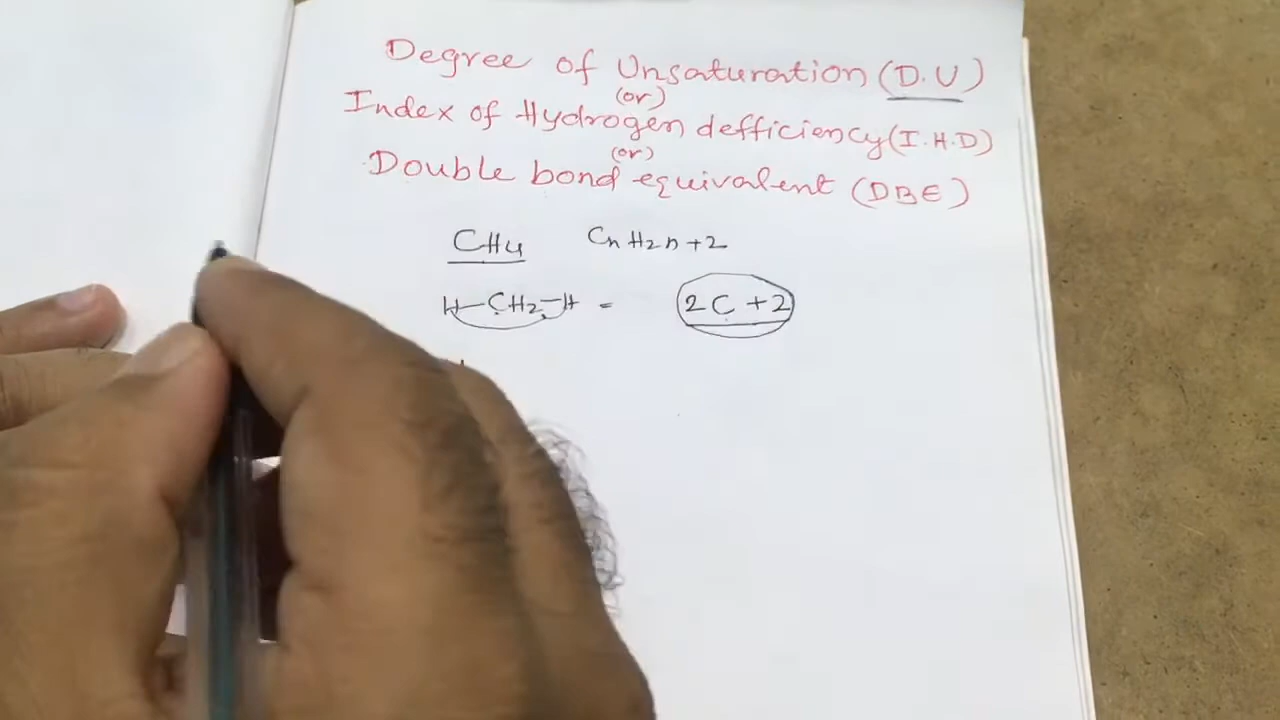 Degree of Unsaturation (D.U)
(or)
Index of Hydrogen defficiency (I.H.D)
(or)
Double bond equivalent (DBE)
CH4 CnH2n+2
H-CH2-H = 2C+2